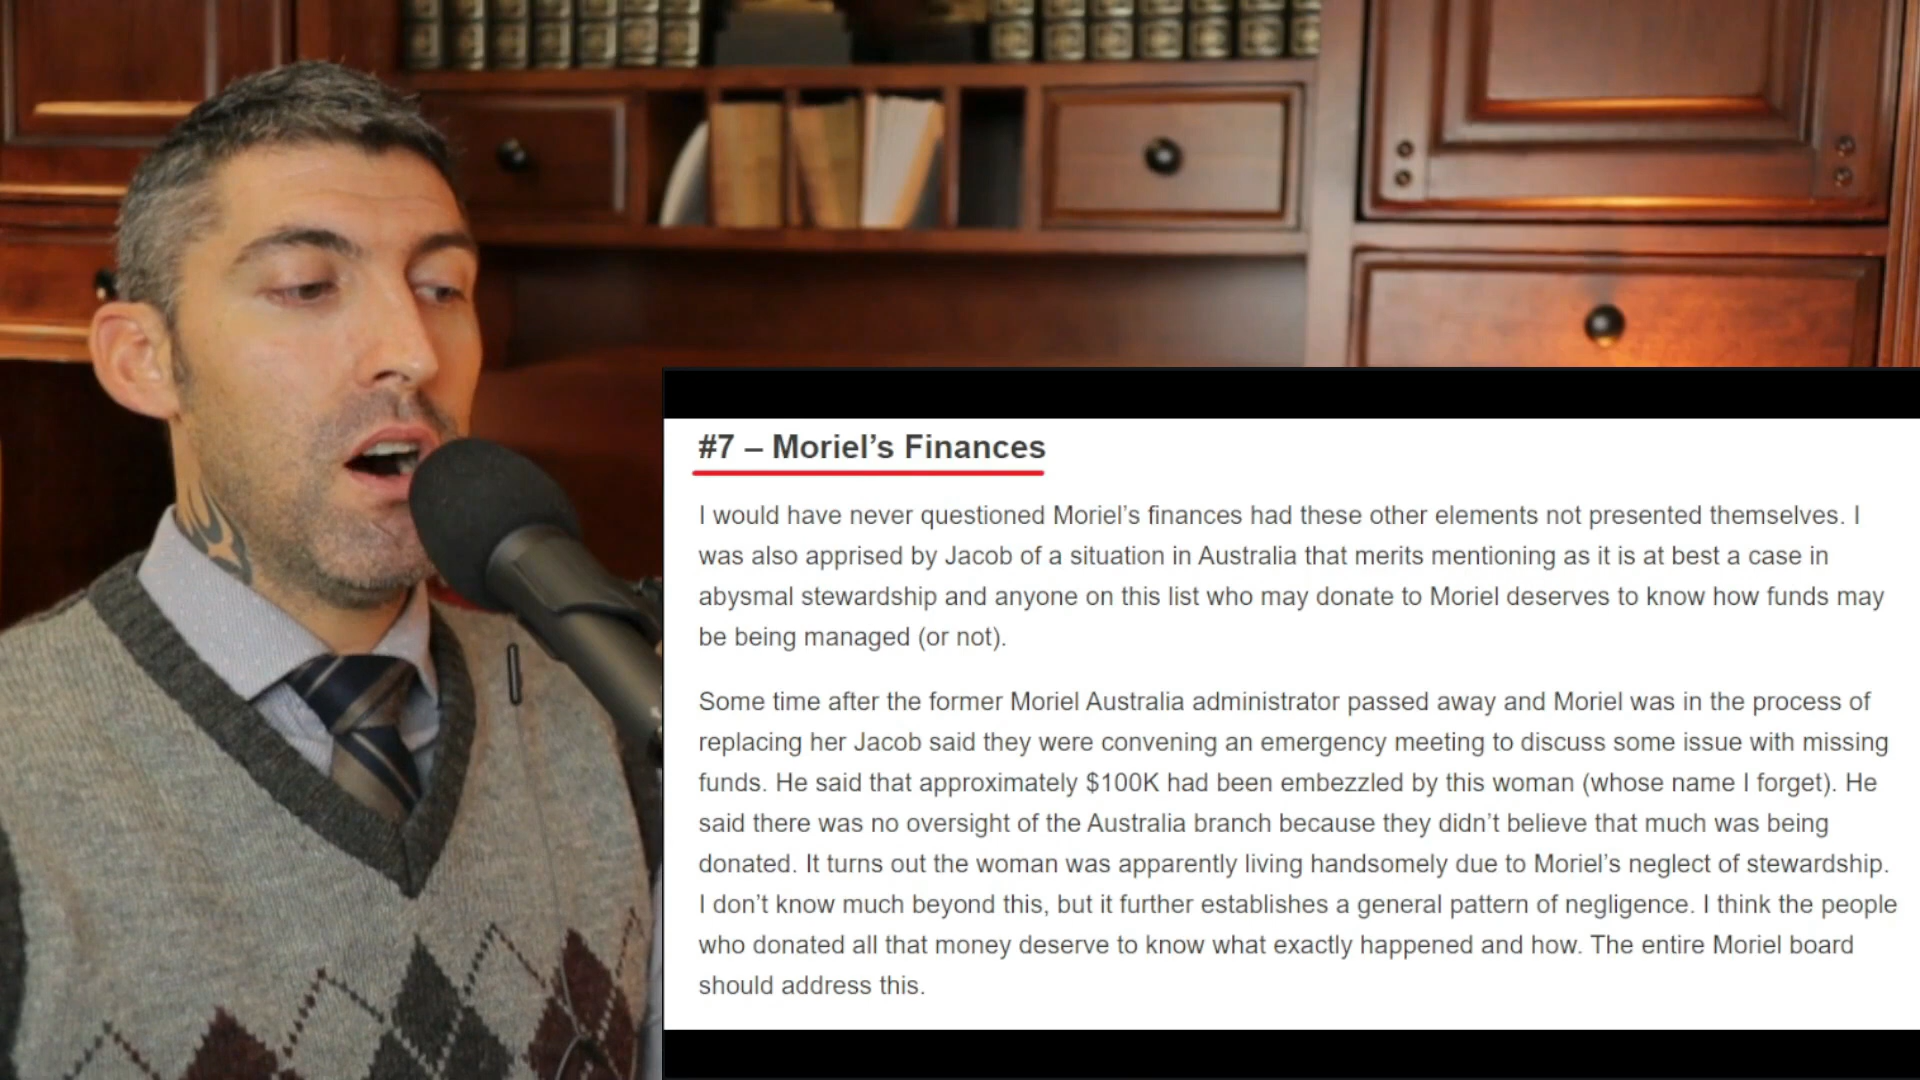 #7 – Moriel’s Finances
I would have never questioned Moriel’s finances had these other elements not presented themselves. I
was also apprised by Jacob of a situation in Australia that merits mentioning as it is at best a case in
abysmal stewardship and anyone on this list who may donate to Moriel deserves to know how funds may
be being managed (or not).
Some time after the former Moriel Australia administrator passed away and Moriel was in the process of
replacing her Jacob said they were convening an emergency meeting to discuss some issue with missing
funds. He said that approximately $100K had been embezzled by this woman (whose name I forget). He
said there was no oversight of the Australia branch because they didn’t believe that much was being
donated. It turns out the woman was apparently living handsomely due to Moriel’s neglect of stewardship.
I don’t know much beyond this, but it further establishes a general pattern of negligence. I think the people
who donated all that money deserve to know what exactly happened and how. The entire Moriel board
should address this.